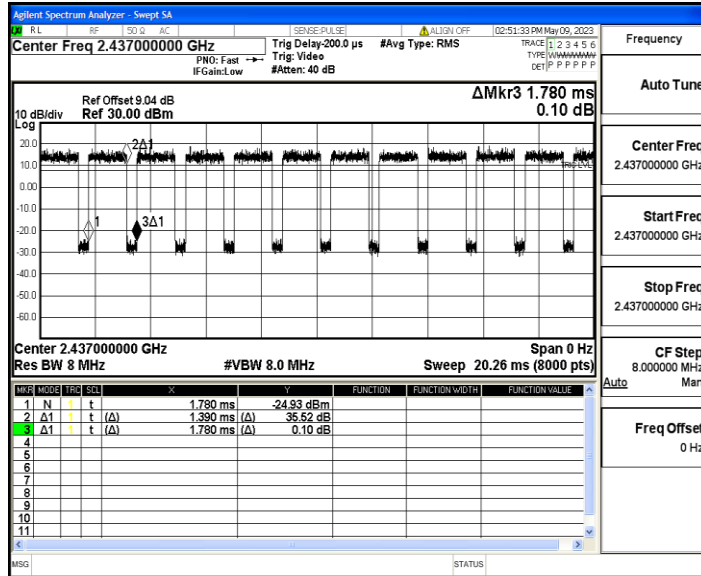 Agilent Spectrum Analyzer - Swept SA
RL RF 50 Ω AC SENSE:PULSE ALIGN OFF 02:51:33 PM May 09, 2023
Center Freq 2.437000000 GHz
PNO: Fast
IFGain:Low
Trig Delay-200.0 µs
Trig: Video
#Atten: 40 dB
#Avg Type: RMS
TRACE 1 2 3 4 5 6
TYPE
DET P P P P P P
Ref Offset 9.04 dB
10 dB/div Ref 30.00 dBm
Log
ΔMkr3 1.780 ms
0.10 dB
20.0
10.0
0.00
-10.0
-20.0
-30.0
-40.0
-50.0
-60.0
2Δ1
1
3Δ1
TRIG LVL
Center 2.437000000 GHz Span 0 Hz
Res BW 8 MHz #VBW 8.0 MHz Sweep 20.26 ms (8000 pts)
MKR MODE TRC SCL X Y FUNCTION FUNCTION WIDTH FUNCTION VALUE
1 N 1 t 1.780 ms -24.93 dBm
2 Δ1 1 t (Δ) 1.390 ms (Δ) 35.52 dB
3 Δ1 1 t (Δ) 1.780 ms (Δ) 0.10 dB
4
5
6
7
8
9
10
11
MSG STATUS
Frequency
Auto Tune
Center Freq
2.437000000 GHz
Start Freq
2.437000000 GHz
Stop Freq
2.437000000 GHz
CF Step
8.000000 MHz
Auto Man
Freq Offset
0 Hz